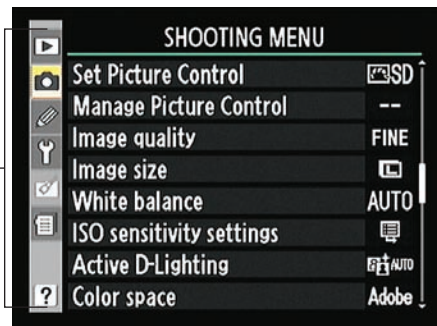 SHOOTING MENU
Set Picture Control SD
Manage Picture Control --
Image quality FINE
Image size L
White balance AUTO
ISO sensitivity settings
Active D-Lighting AUTO
Color space Adobe
?